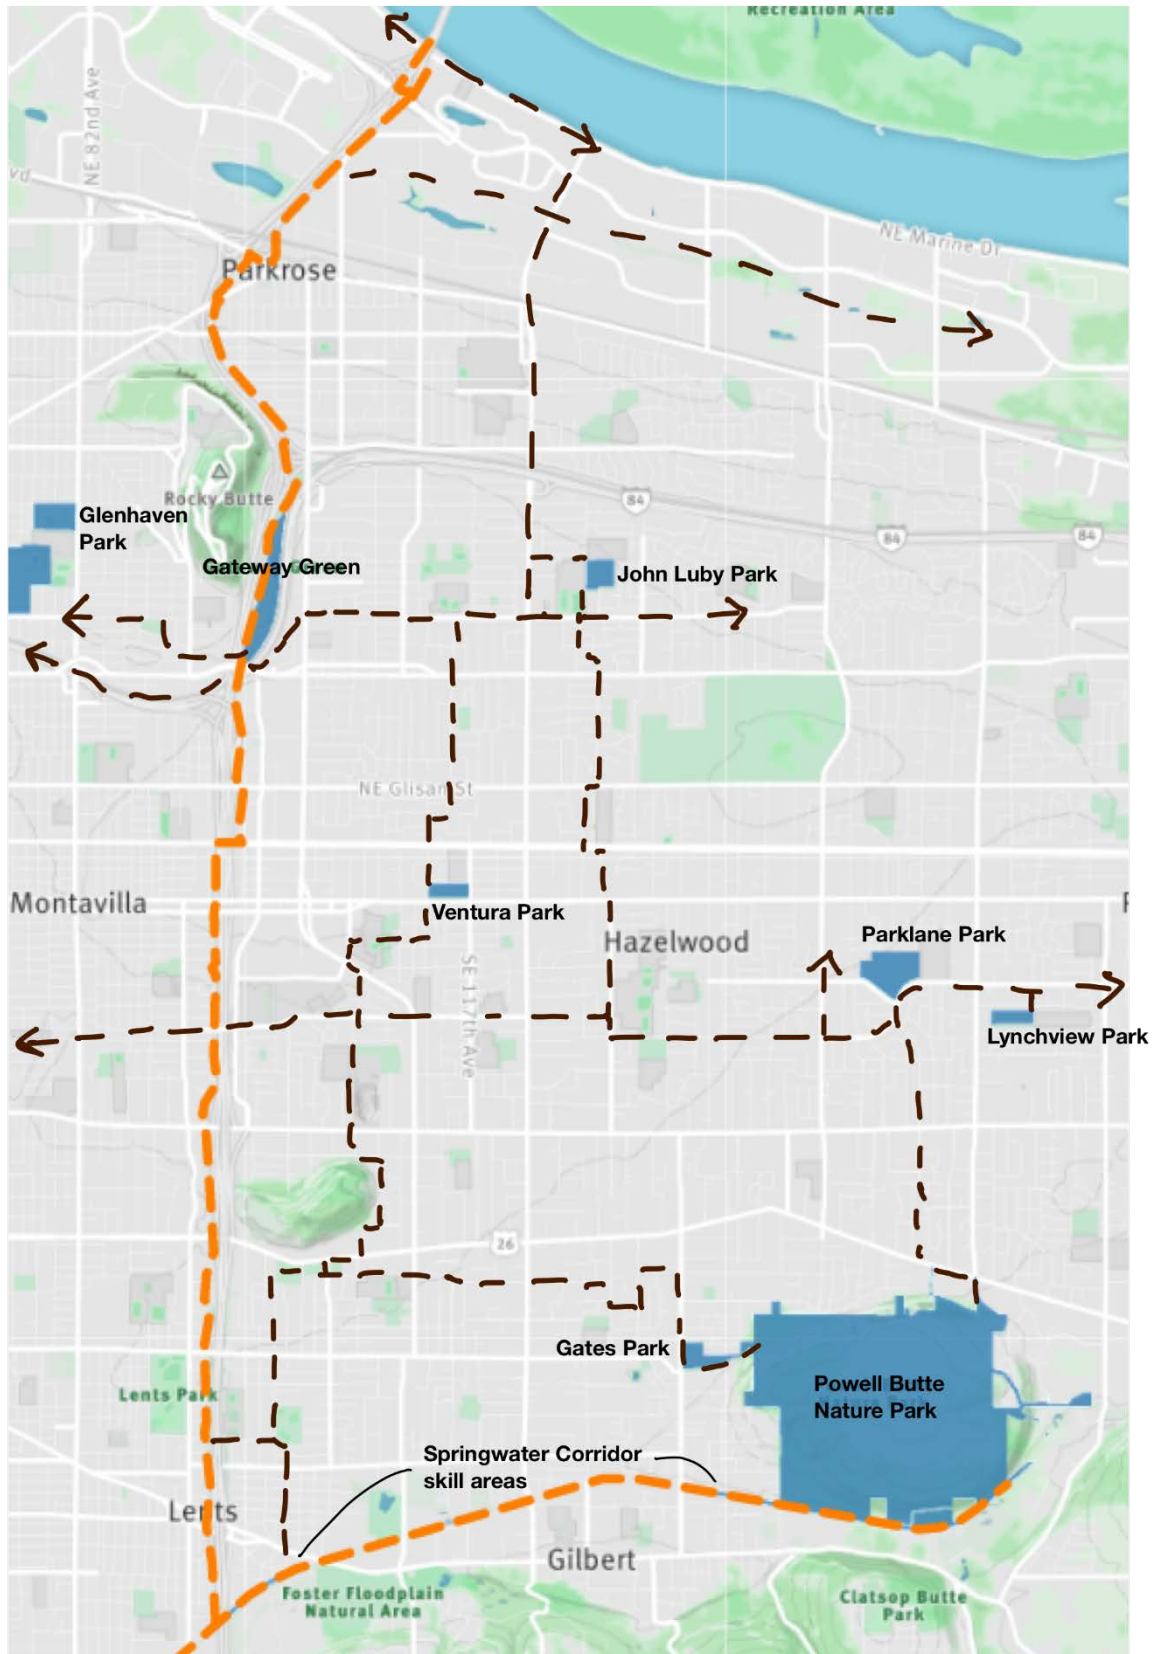 Recreation Area
NE 82nd Ave
vd
NE Marine Dr
Parkrose
Rocky Butte
84
84
84
Glenhaven
Park
Gateway Green
John Luby Park
NE Glisan St
Montavilla
Ventura Park
Hazelwood
Parklane Park
SE 117th Ave
Lynchview Park
26
Gates Park
Powell Butte
Nature Park
Lents Park
Springwater Corridor
skill areas
Lents
Gilbert
Foster Floodplain
Natural Area
Clatsop Butte
Park